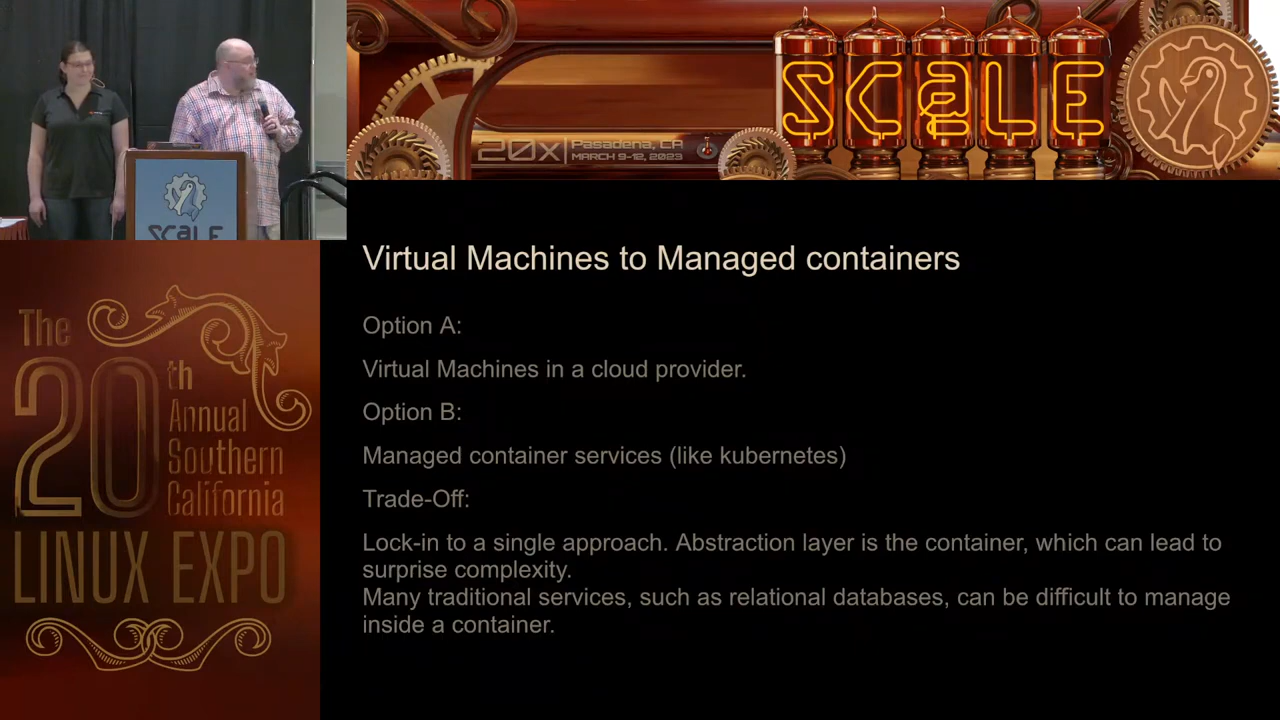 SCaLE
20x
Pasadena, CA
MARCH 9-12, 2023
SCaLE
The
20th
Annual
Southern
California
LINUX EXPO
Virtual Machines to Managed containers
Option A:
Virtual Machines in a cloud provider.
Option B:
Managed container services (like kubernetes)
Trade-Off:
Lock-in to a single approach. Abstraction layer is the container, which can lead to
surprise complexity.
Many traditional services, such as relational databases, can be difficult to manage
inside a container.